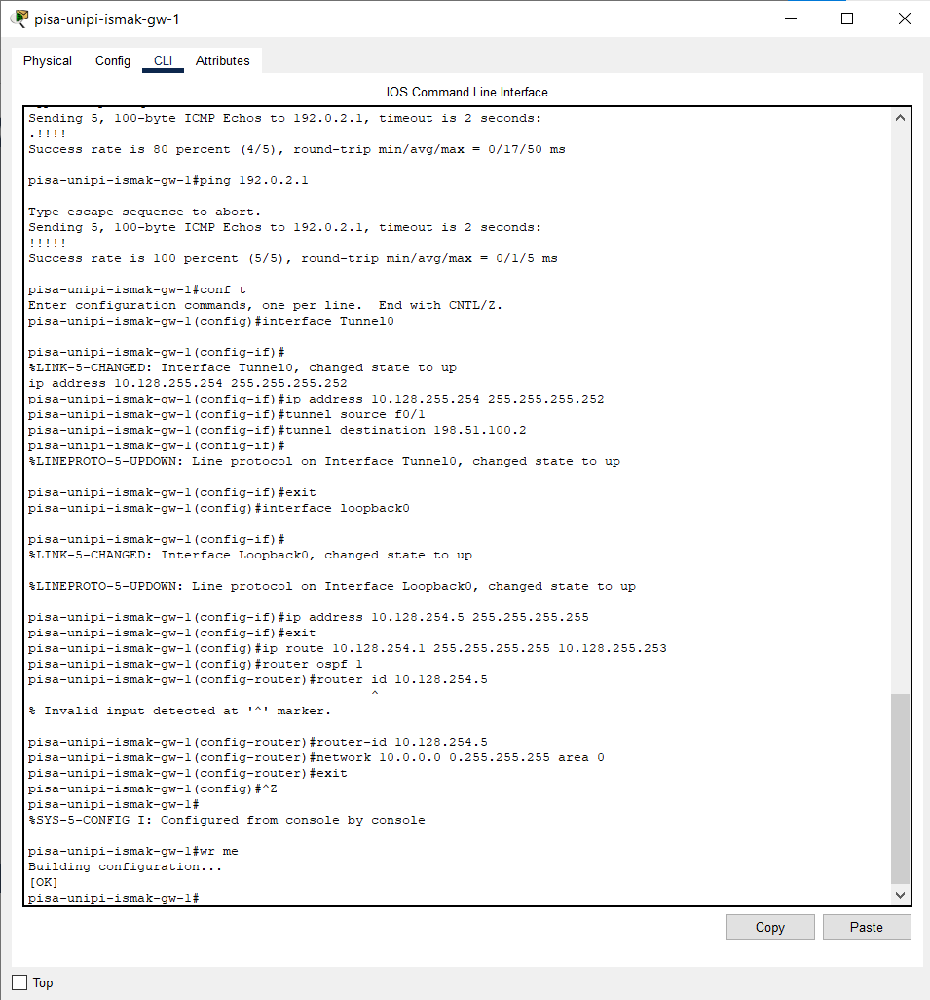 pisa-unipi-ismak-gw-1
Physical Config CLI Attributes
IOS Command Line Interface
Sending 5, 100-byte ICMP Echos to 192.0.2.1, timeout is 2 seconds:
.!!!!
Success rate is 80 percent (4/5), round-trip min/avg/max = 0/17/50 ms
pisa-unipi-ismak-gw-1#ping 192.0.2.1
Type escape sequence to abort.
Sending 5, 100-byte ICMP Echos to 192.0.2.1, timeout is 2 seconds:
!!!!!
Success rate is 100 percent (5/5), round-trip min/avg/max = 0/1/5 ms
pisa-unipi-ismak-gw-1#conf t
Enter configuration commands, one per line.  End with CNTL/Z.
pisa-unipi-ismak-gw-1(config)#interface Tunnel0
pisa-unipi-ismak-gw-1(config-if)#
%LINK-5-CHANGED: Interface Tunnel0, changed state to up
ip address 10.128.255.254 255.255.255.252
pisa-unipi-ismak-gw-1(config-if)#ip address 10.128.255.254 255.255.255.252
pisa-unipi-ismak-gw-1(config-if)#tunnel source f0/1
pisa-unipi-ismak-gw-1(config-if)#tunnel destination 198.51.100.2
pisa-unipi-ismak-gw-1(config-if)#
%LINEPROTO-5-UPDOWN: Line protocol on Interface Tunnel0, changed state to up
pisa-unipi-ismak-gw-1(config-if)#exit
pisa-unipi-ismak-gw-1(config)#interface loopback0
pisa-unipi-ismak-gw-1(config-if)#
%LINK-5-CHANGED: Interface Loopback0, changed state to up
%LINEPROTO-5-UPDOWN: Line protocol on Interface Loopback0, changed state to up
pisa-unipi-ismak-gw-1(config-if)#ip address 10.128.254.5 255.255.255.255
pisa-unipi-ismak-gw-1(config-if)#exit
pisa-unipi-ismak-gw-1(config)#ip route 10.128.254.1 255.255.255.255 10.128.255.253
pisa-unipi-ismak-gw-1(config)#router ospf 1
pisa-unipi-ismak-gw-1(config-router)#router id 10.128.254.5
^
% Invalid input detected at '^' marker.
pisa-unipi-ismak-gw-1(config-router)#router-id 10.128.254.5
pisa-unipi-ismak-gw-1(config-router)#network 10.0.0.0 0.255.255.255 area 0
pisa-unipi-ismak-gw-1(config-router)#exit
pisa-unipi-ismak-gw-1(config)#^Z
pisa-unipi-ismak-gw-1#
%SYS-5-CONFIG_I: Configured from console by console
pisa-unipi-ismak-gw-1#wr me
Building configuration...
[OK]
pisa-unipi-ismak-gw-1#
Copy Paste
Top